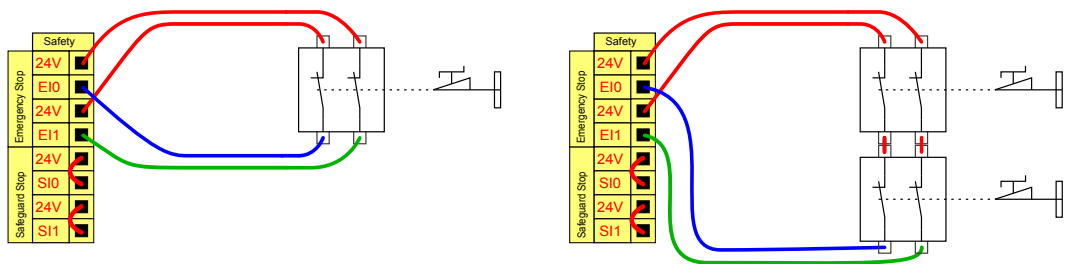 Safety
Emergency Stop
24V
EI0
24V
EI1
Safeguard Stop
24V
SI0
24V
SI1
Safety
Emergency Stop
24V
EI0
24V
EI1
Safeguard Stop
24V
SI0
24V
SI1